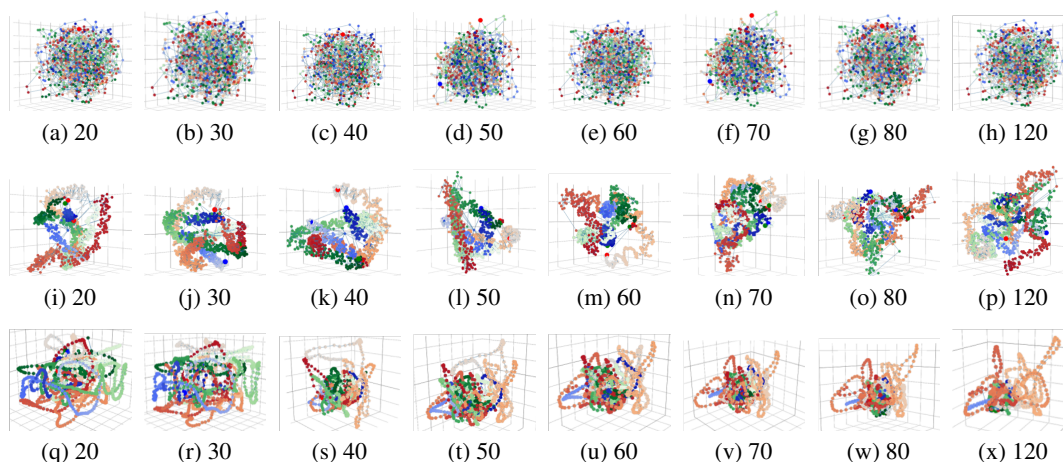 (a) 20 (b) 30 (c) 40 (d) 50 (e) 60 (f) 70 (g) 80 (h) 120
(i) 20 (j) 30 (k) 40 (l) 50 (m) 60 (n) 70 (o) 80 (p) 120
(q) 20 (r) 30 (s) 40 (t) 50 (u) 60 (v) 70 (w) 80 (x) 120